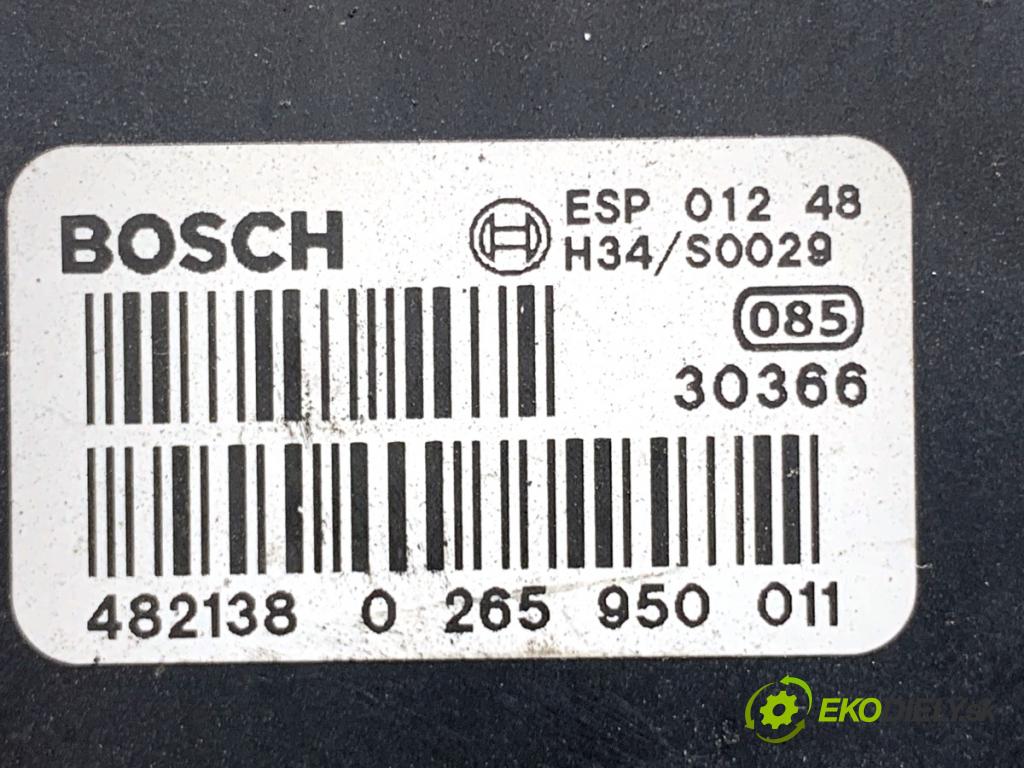 BOSCH
ESP 012 48
H34/S0029
085
30366
482138 0 265 950 011
EKODIELY.sk